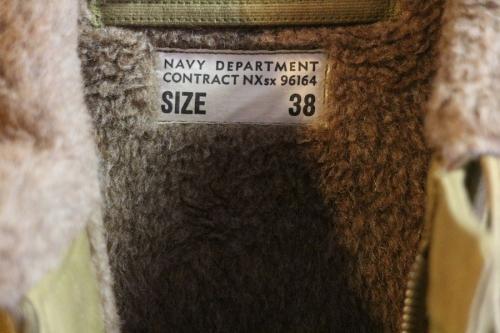 NAVY DEPARTMENT
CONTRACT NXsx 96164
SIZE 38